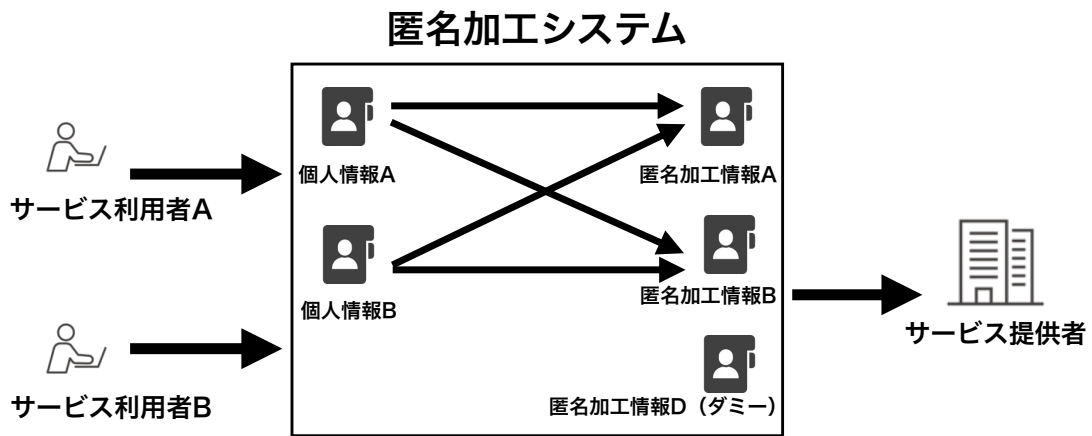 匿名加工システム
サービス利用者A
個人情報A
匿名加工情報A
個人情報B
匿名加工情報B
サービス提供者
サービス利用者B
匿名加工情報D（ダミー）